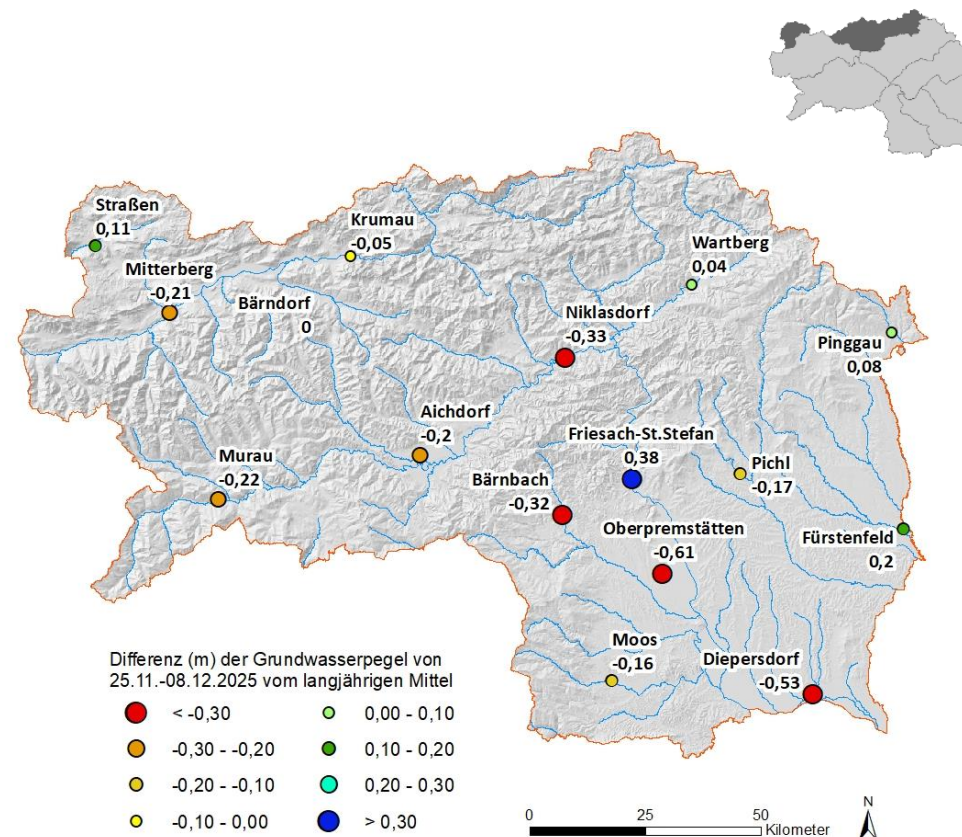 Straßen
0,11
Krumau
-0,05
Wartberg
0,04
Mitterberg
-0,21
Bärndorf
0
Niklasdorf
-0,33
Pinggau
0,08
Aichdorf
-0,2
Friesach-St.Stefan
0,38
Murau
-0,22
Pichl
-0,17
Bärnbach
-0,32
Oberpremstätten
-0,61
Fürstenfeld
0,2
Moos
-0,16
Diepersdorf
-0,53
Differenz (m) der Grundwasserpegel von
25.11.-08.12.2025 vom langjährigen Mittel
< -0,30
-0,30 - -0,20
-0,20 - -0,10
-0,10 - 0,00
0,00 - 0,10
0,10 - 0,20
0,20 - 0,30
> 0,30
0 25 50
Kilometer
N